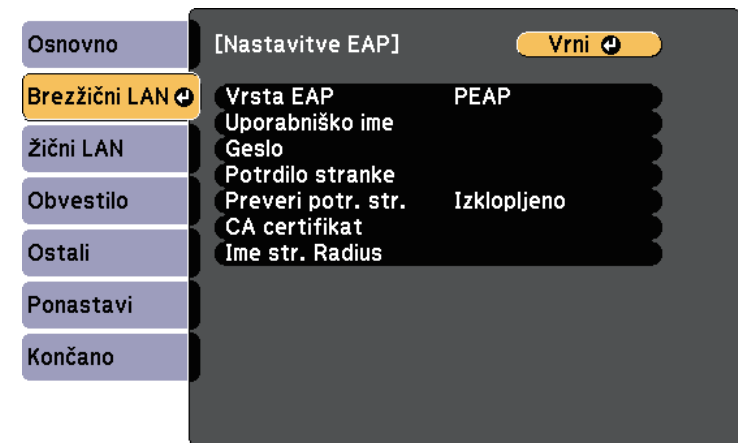 Osnovno
Brezžični LAN
Žični LAN
Obvestilo
Ostali
Ponastavi
Končano
[Nastavitve EAP] Vrni
Vrsta EAP PEAP
Uporabniško ime
Geslo
Potrdilo stranke
Preveri potr. str. Izklopljeno
CA certifikat
Ime str. Radius